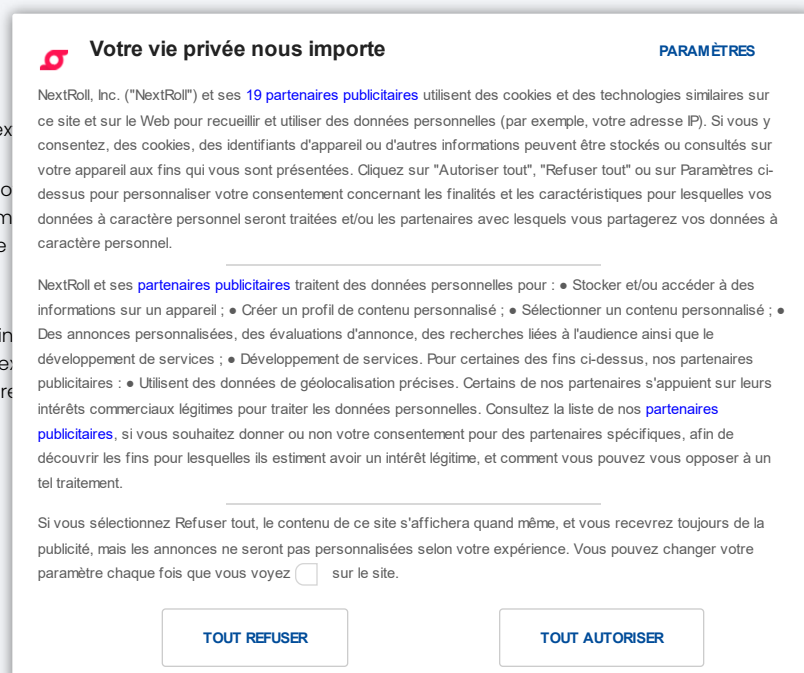 Votre vie privée nous importe
PARAMÈTRES
NextRoll, Inc. ("NextRoll") et ses 19 partenaires publicitaires utilisent des cookies et des technologies similaires sur
ce site et sur le Web pour recueillir et utiliser des données personnelles (par exemple, votre adresse IP). Si vous y
consentez, des cookies, des identifiants d'appareil ou d'autres informations peuvent être stockés ou consultés sur
votre appareil aux fins qui vous sont présentées. Cliquez sur "Autoriser tout", "Refuser tout" ou sur Paramètres ci-
dessus pour personnaliser votre consentement concernant les finalités et les caractéristiques pour lesquelles vos
données à caractère personnel seront traitées et/ou les partenaires avec lesquels vous partagerez vos données à
caractère personnel.
NextRoll et ses partenaires publicitaires traitent des données personnelles pour : ● Stocker et/ou accéder à des
informations sur un appareil ; ● Créer un profil de contenu personnalisé ; ● Sélectionner un contenu personnalisé ; ●
Des annonces personnalisées, des évaluations d'annonce, des recherches liées à l'audience ainsi que le
développement de services ; ● Développement de services. Pour certaines des fins ci-dessus, nos partenaires
publicitaires : ● Utilisent des données de géolocalisation précises. Certains de nos partenaires s'appuient sur leurs
intérêts commerciaux légitimes pour traiter les données personnelles. Consultez la liste de nos partenaires
publicitaires, si vous souhaitez donner ou non votre consentement pour des partenaires spécifiques, afin de
découvrir les fins pour lesquelles ils estiment avoir un intérêt légitime, et comment vous pouvez vous opposer à un
tel traitement.
Si vous sélectionnez Refuser tout, le contenu de ce site s'affichera quand même, et vous recevrez toujours de la
publicité, mais les annonces ne seront pas personnalisées selon votre expérience. Vous pouvez changer votre
paramètre chaque fois que vous voyez sur le site.
TOUT REFUSER
TOUT AUTORISER